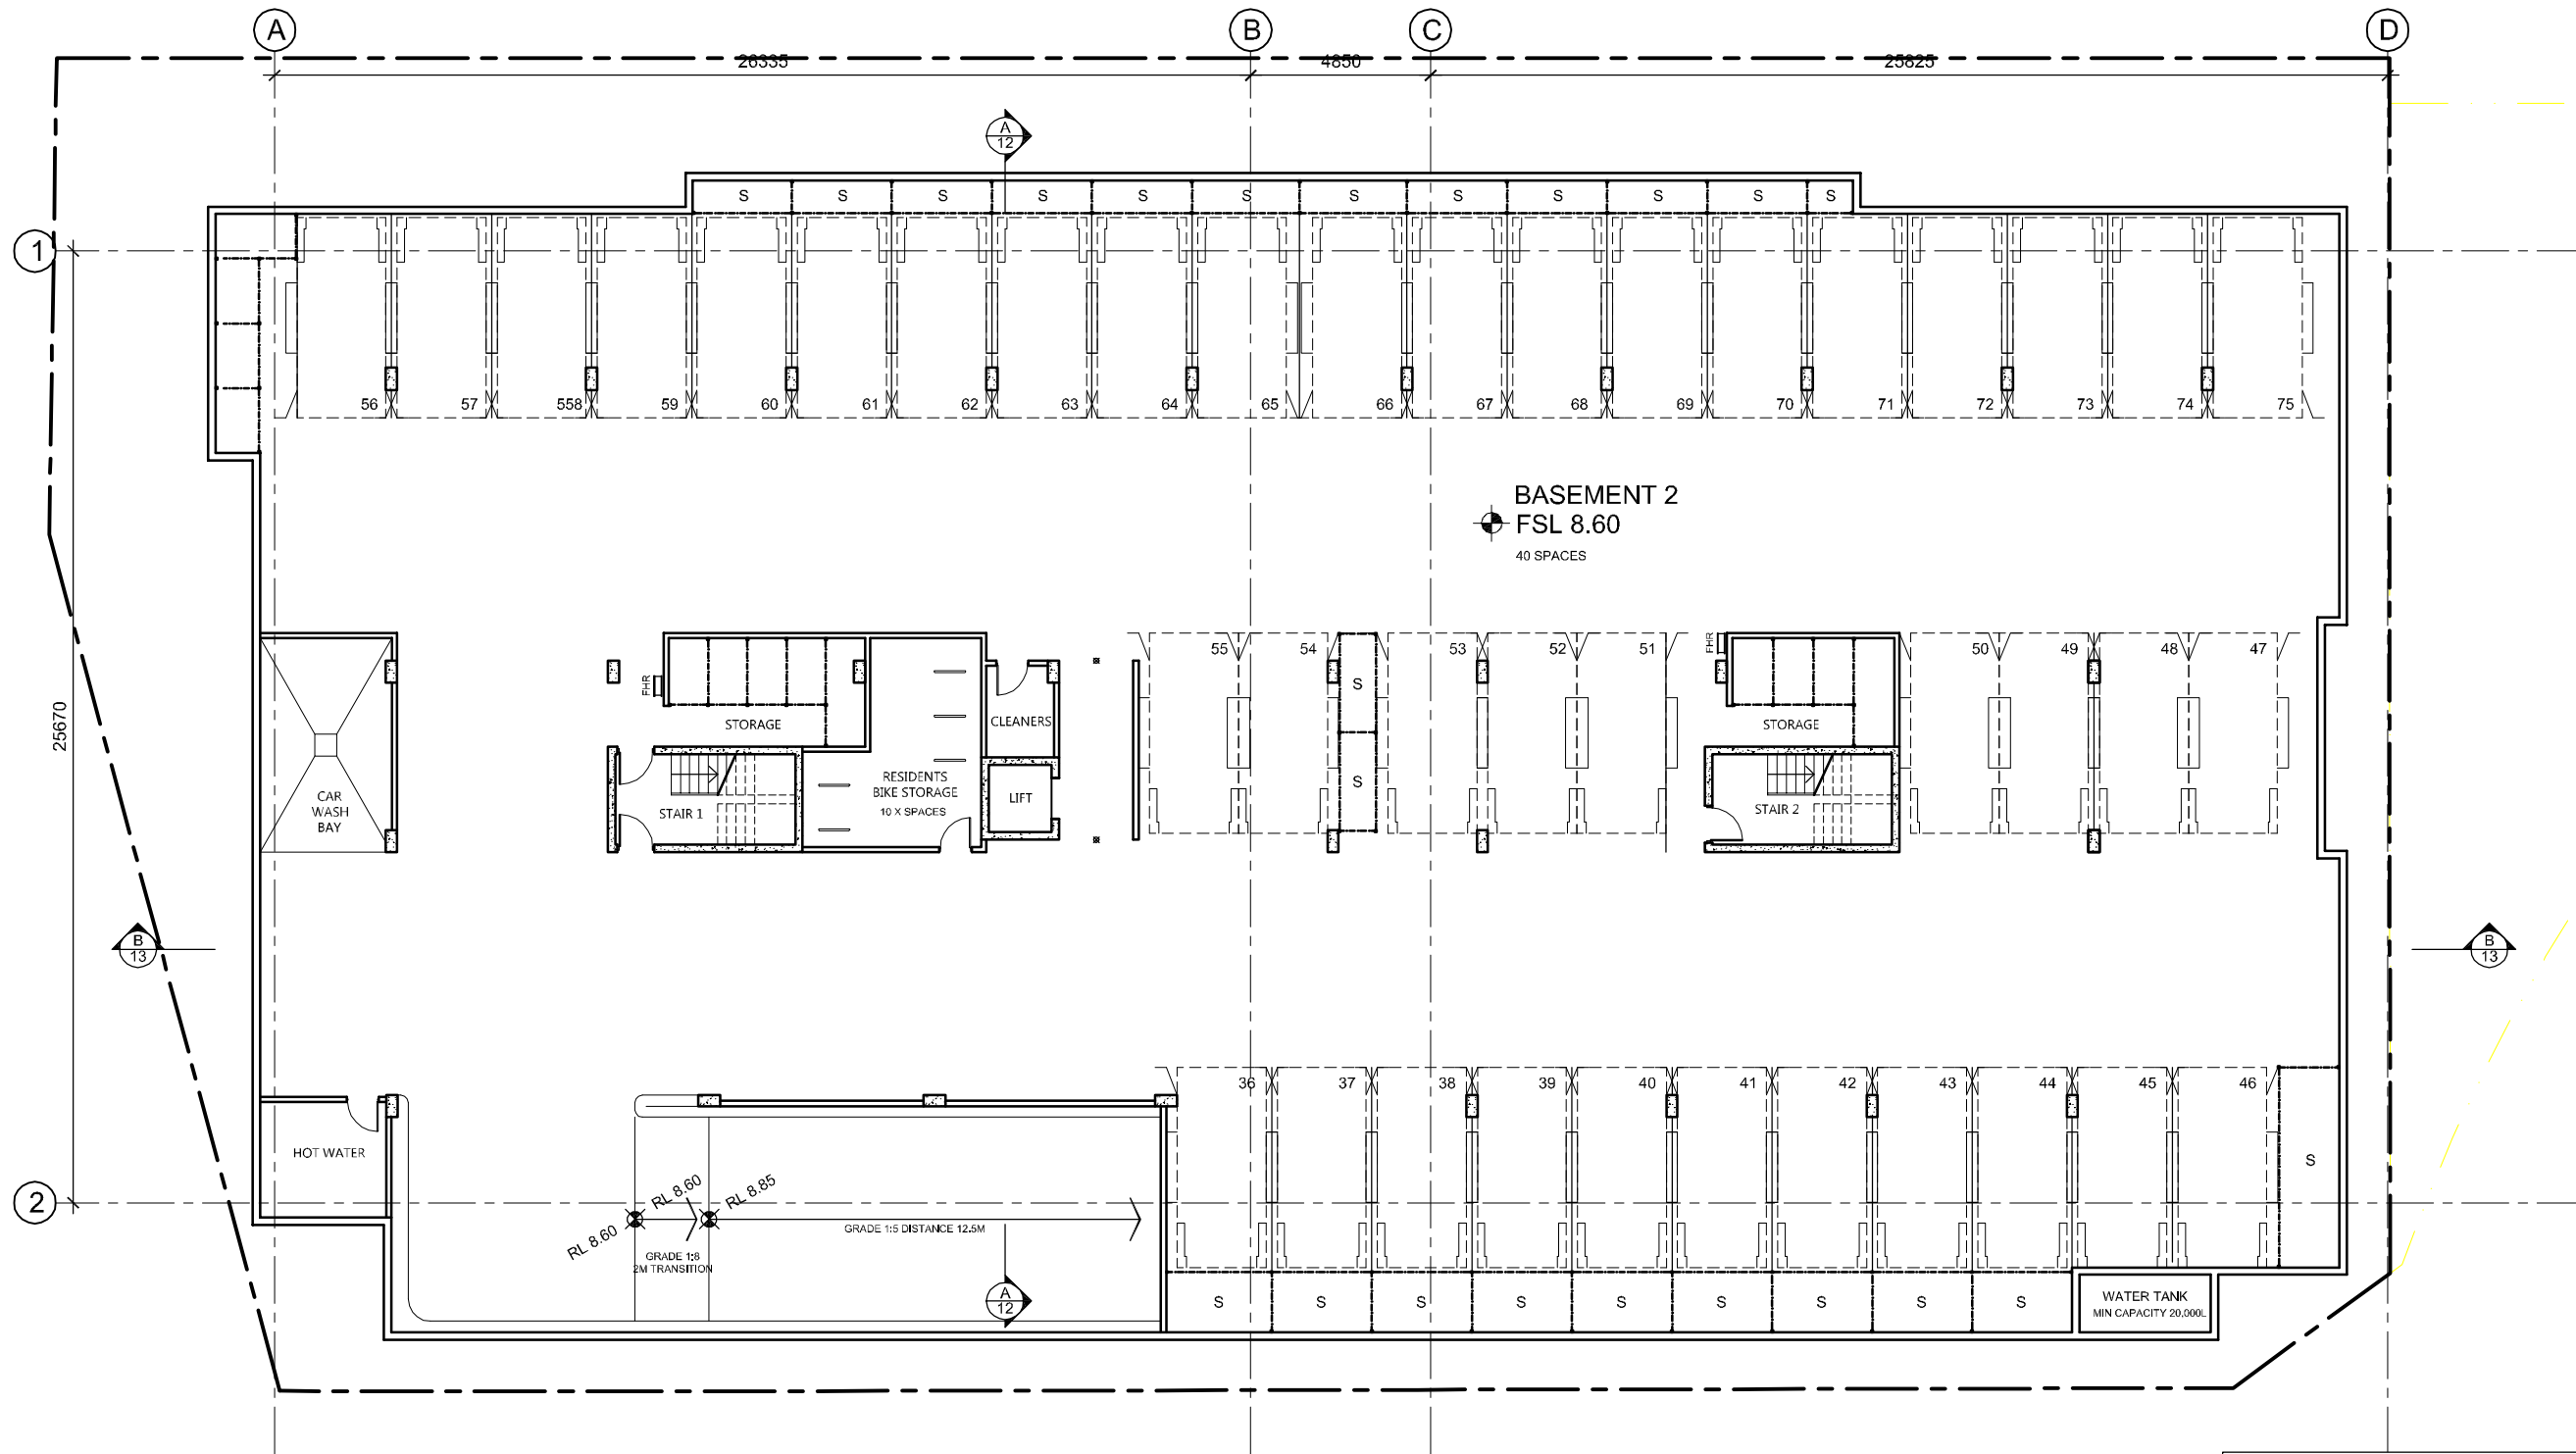 A
B
C
D
26335
4850
25825
A
12
S S S S S S S S S S S S
1
56 57 558 59 60 61 62 63 64 65 66 67 68 69 70 71 72 73 74 75
BASEMENT 2
FSL 8.60
40 SPACES
55 54 53 52 51 50 49 48 47
FHR
FHR
S
S
25670
STORAGE
CLEANERS
STORAGE
CAR
WASH
BAY
STAIR 1
RESIDENTS
BIKE STORAGE
10 X SPACES
LIFT
STAIR 2
B
13
B
13
36 37 38 39 40 41 42 43 44 45 46
HOT WATER
S
2
RL 8.60
RL 8.60
RL 8.85
GRADE 1:5 DISTANCE 12.5M
GRADE 1:8
2M TRANSITION
A
12
S S S S S S S S S
WATER TANK
MIN CAPACITY 20,000L